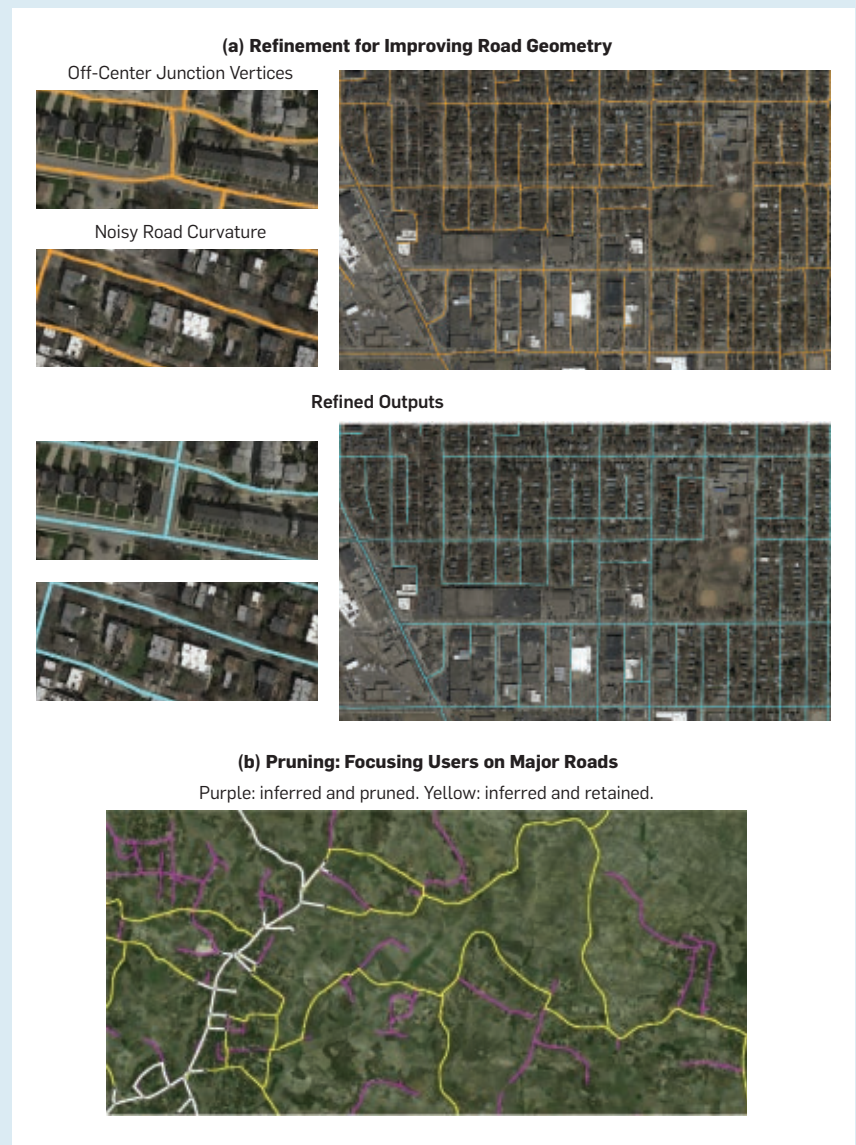 (a) Refinement for Improving Road Geometry
Off-Center Junction Vertices
Noisy Road Curvature
Refined Outputs
(b) Pruning: Focusing Users on Major Roads
Purple: inferred and pruned. Yellow: inferred and retained.